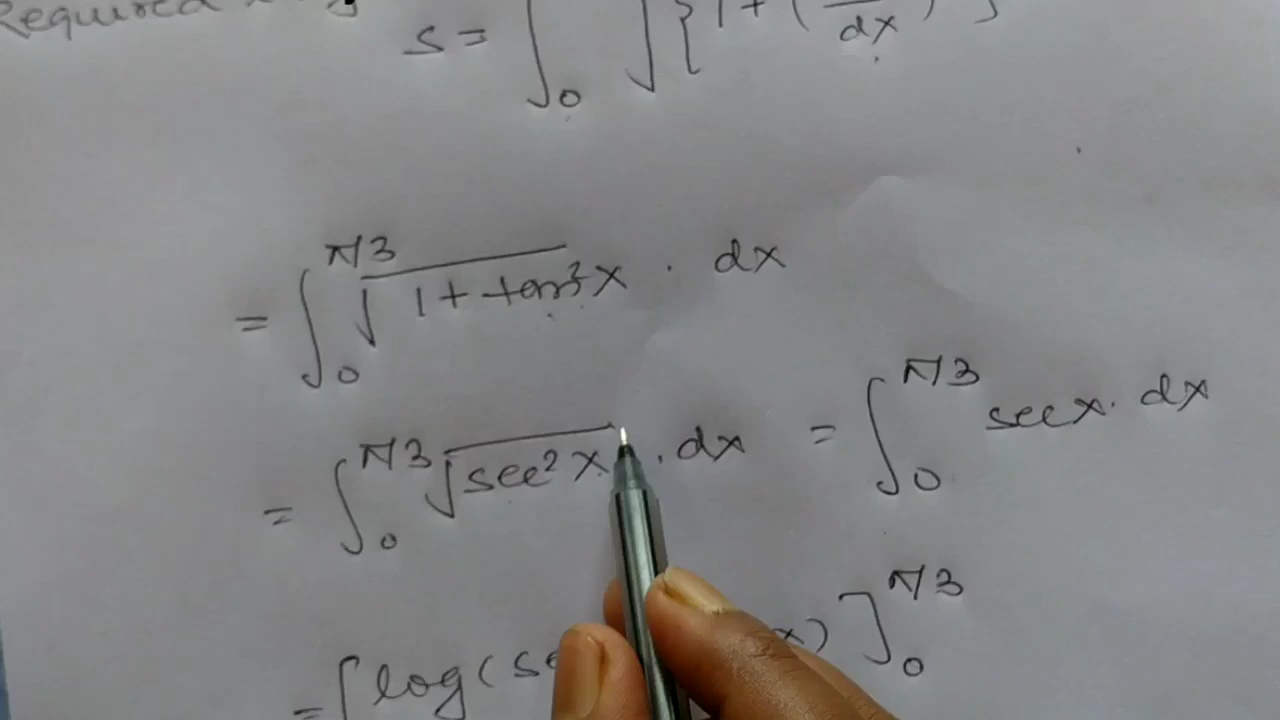 Required
s = ∫₀ √{1 + (dx) }
= ∫₀^π/3 √1 + tan²x . dx
= ∫₀^π/3 √sec²x . dx = ∫₀^π/3 sec x . dx
= [log(se x)]₀^π/3